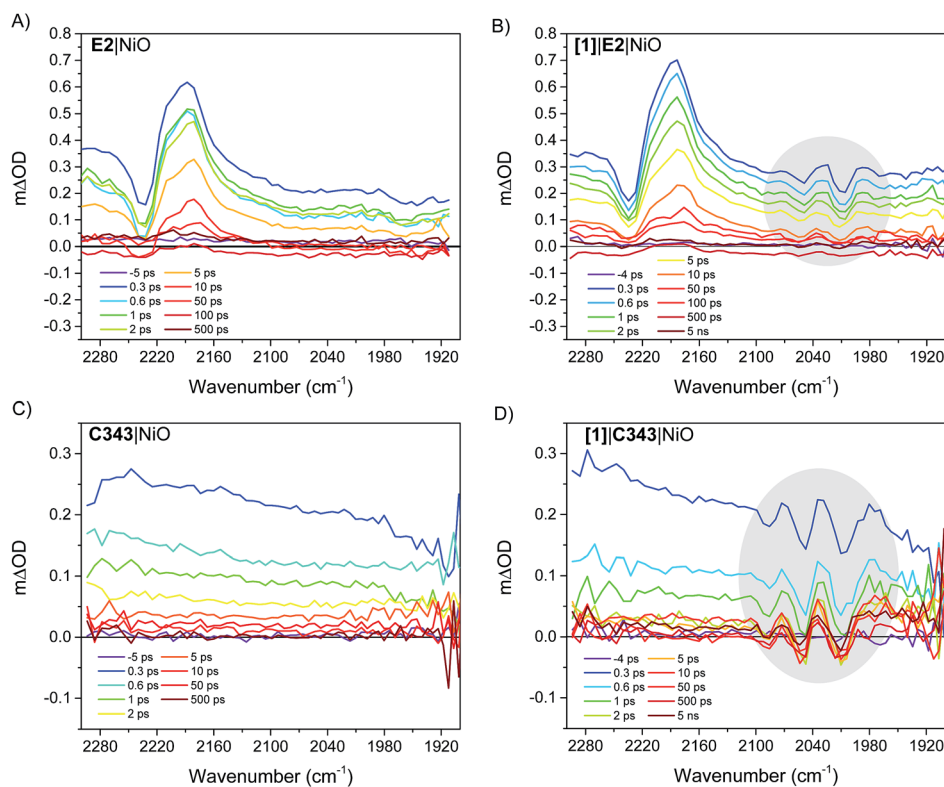 A)
E2|NiO
0.8
0.7
0.6
0.5
0.4
0.3
0.2
0.1
0.0
-0.1
-0.2
-0.3
mΔOD
-5 ps 5 ps
0.3 ps 10 ps
0.6 ps 50 ps
1 ps 100 ps
2 ps 500 ps
2280 2220 2160 2100 2040 1980 1920
Wavenumber (cm⁻¹)
B)
[1]|E2|NiO
0.8
0.7
0.6
0.5
0.4
0.3
0.2
0.1
0.0
-0.1
-0.2
-0.3
mΔOD
5 ps
-4 ps 10 ps
0.3 ps 50 ps
0.6 ps 100 ps
1 ps 500 ps
2 ps 5 ns
2280 2220 2160 2100 2040 1980 1920
Wavenumber (cm⁻¹)
C)
C343|NiO
0.3
0.2
0.1
0.0
-0.1
mΔOD
-5 ps 5 ps
0.3 ps 10 ps
0.6 ps 50 ps
1 ps 500 ps
2 ps
2280 2220 2160 2100 2040 1980 1920
Wavenumber (cm⁻¹)
D)
[1]|C343|NiO
0.3
0.2
0.1
0.0
-0.1
mΔOD
-4 ps 5 ps
0.3 ps 10 ps
0.6 ps 50 ps
1 ps 500 ps
2 ps 5 ns
2280 2220 2160 2100 2040 1980 1920
Wavenumber (cm⁻¹)